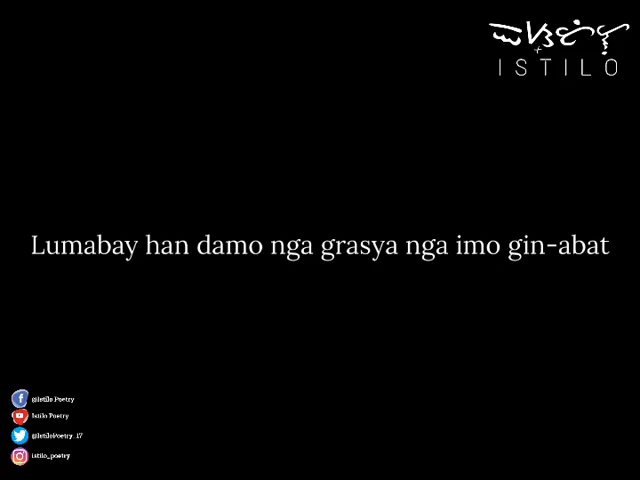 ISTILO
Lumabay han damo nga grasya nga imo gin-abat
@Istilo Poetry
Istilo Poetry
@IstiloPoetry_17
istilo_poetry